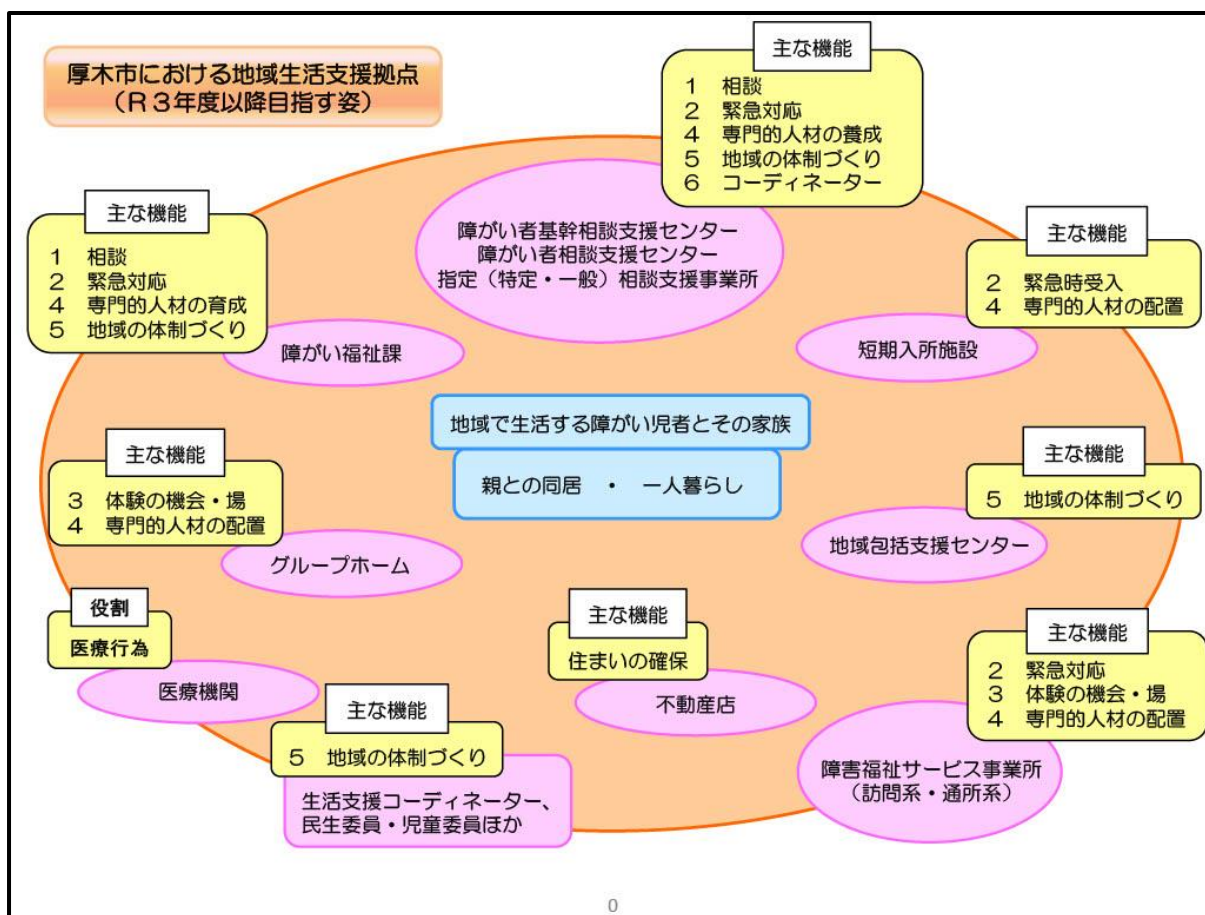 厚木市における地域生活支援拠点
（R３年度以降目指す姿）
主な機能
１ 相談
２ 緊急対応
４ 専門的人材の養成
５ 地域の体制づくり
６ コーディネーター
障がい者基幹相談支援センター
障がい者相談支援センター
指定（特定・一般）相談支援事業所
主な機能
１ 相談
２ 緊急対応
４ 専門的人材の育成
５ 地域の体制づくり
障がい福祉課
主な機能
２ 緊急時受入
４ 専門的人材の配置
短期入所施設
地域で生活する障がい児者とその家族
親との同居 ・ 一人暮らし
主な機能
３ 体験の機会・場
４ 専門的人材の配置
グループホーム
主な機能
５ 地域の体制づくり
地域包括支援センター
役割
医療行為
医療機関
主な機能
住まいの確保
不動産店
主な機能
２ 緊急対応
３ 体験の機会・場
４ 専門的人材の配置
障害福祉サービス事業所
（訪問系・通所系）
主な機能
５ 地域の体制づくり
生活支援コーディネーター、
民生委員・児童委員ほか
0